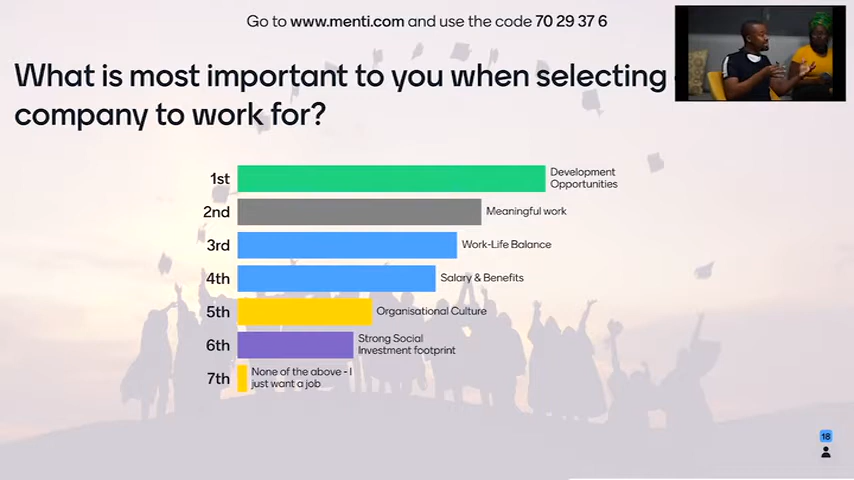 Go to www.menti.com and use the code 70 29 37 6
What is most important to you when selecting
company to work for?
1st
Development
Opportunities
2nd
Meaningful work
3rd
Work-Life Balance
4th
Salary & Benefits
5th
Organisational Culture
6th
Strong Social
Investment footprint
7th
None of the above - I
just want a job
18